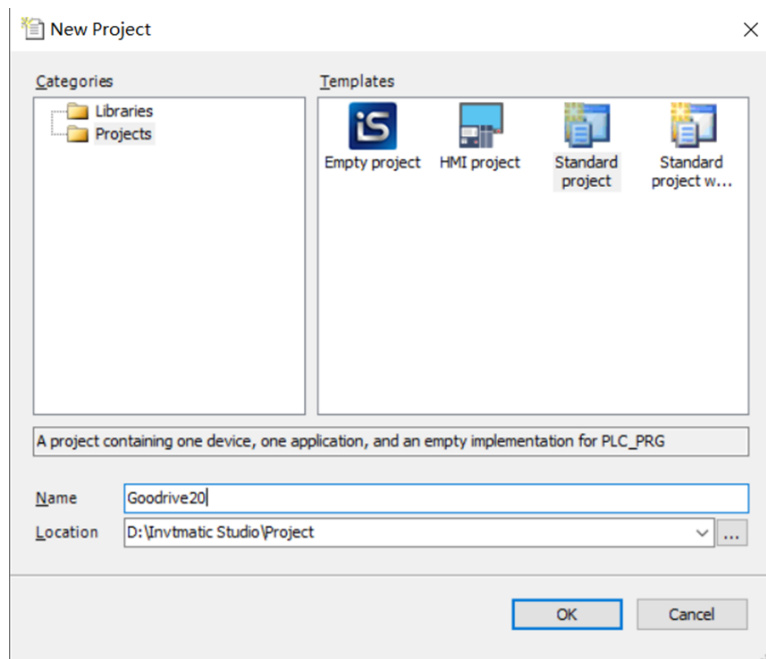 New Project
Categories
Templates
Libraries
Projects
iS
Empty project
HMI project
Standard
project
Standard
project w...
A project containing one device, one application, and an empty implementation for PLC_PRG
Name
Goodrive20
Location
D:\Invtmatic Studio\Project
...
OK
Cancel